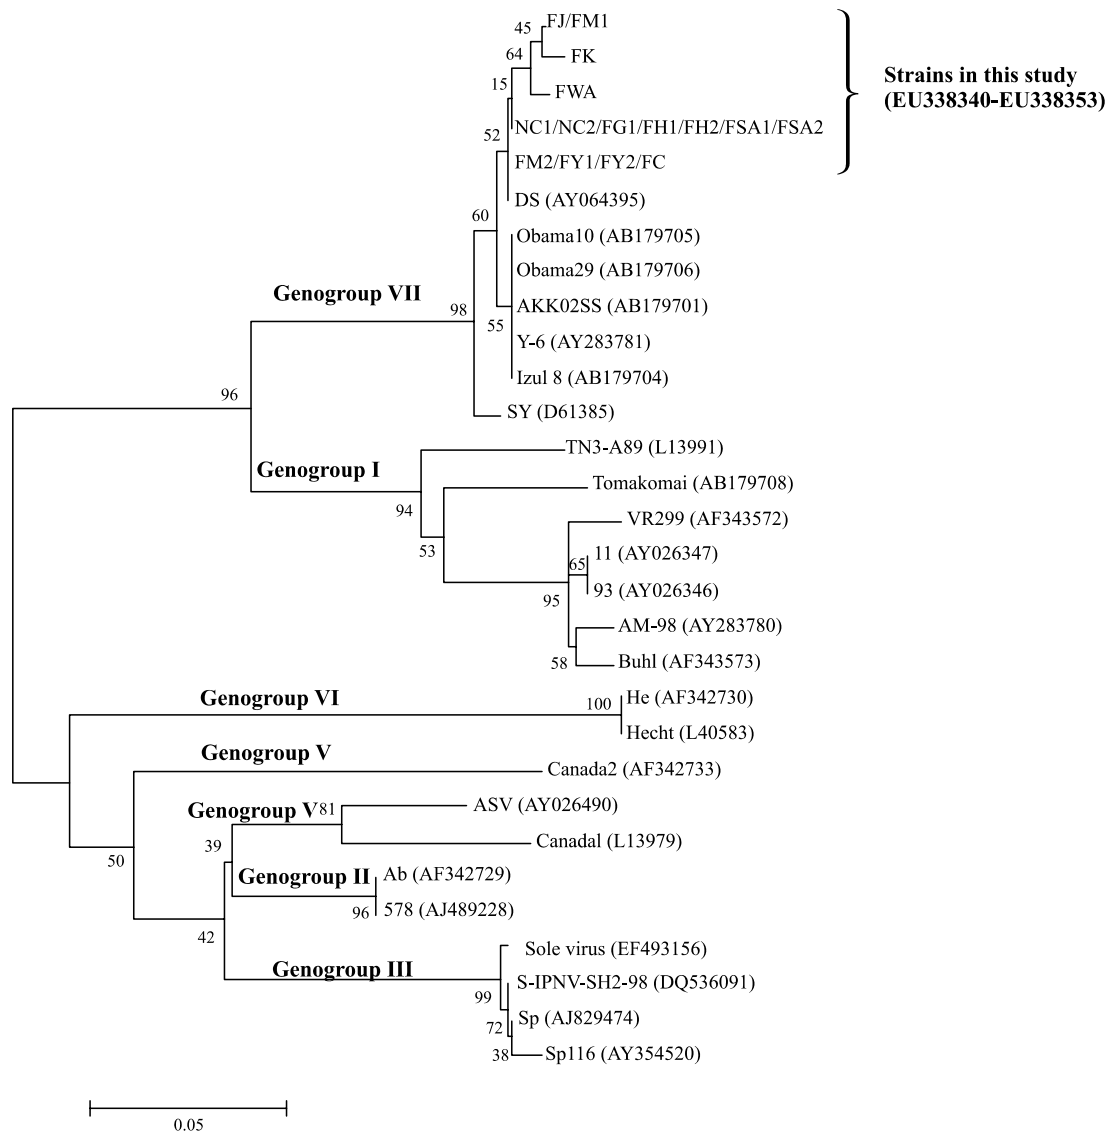 FJ/FM1
45
FK
64
FWA
15
Strains in this study
(EU338340-EU338353)
NC1/NC2/FG1/FH1/FH2/FSA1/FSA2
52
FM2/FY1/FY2/FC
DS (AY064395)
60
Obama10 (AB179705)
Obama29 (AB179706)
Genogroup VII
98
AKK02SS (AB179701)
55
Y-6 (AY283781)
Izul 8 (AB179704)
96
SY (D61385)
TN3-A89 (L13991)
Genogroup I
Tomakomai (AB179708)
94
VR299 (AF343572)
53
11 (AY026347)
65
93 (AY026346)
95
AM-98 (AY283780)
58
Buhl (AF343573)
Genogroup VI
100
He (AF342730)
Hecht (L40583)
Genogroup V
Canada2 (AF342733)
Genogroup V
81
ASV (AY026490)
39
Canadal (L13979)
50
Genogroup II
Ab (AF342729)
96
578 (AJ489228)
42
Sole virus (EF493156)
Genogroup III
S-IPNV-SH2-98 (DQ536091)
99
Sp (AJ829474)
72
38
Sp116 (AY354520)
0.05